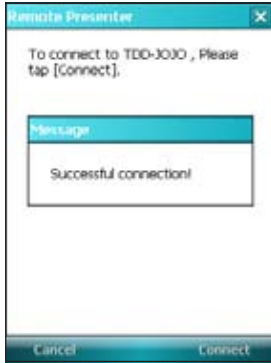 Remote Presenter
To connect to TDD-JOJO , Please
tap [Connect].
Message
Successful connection!
Cancel Connect